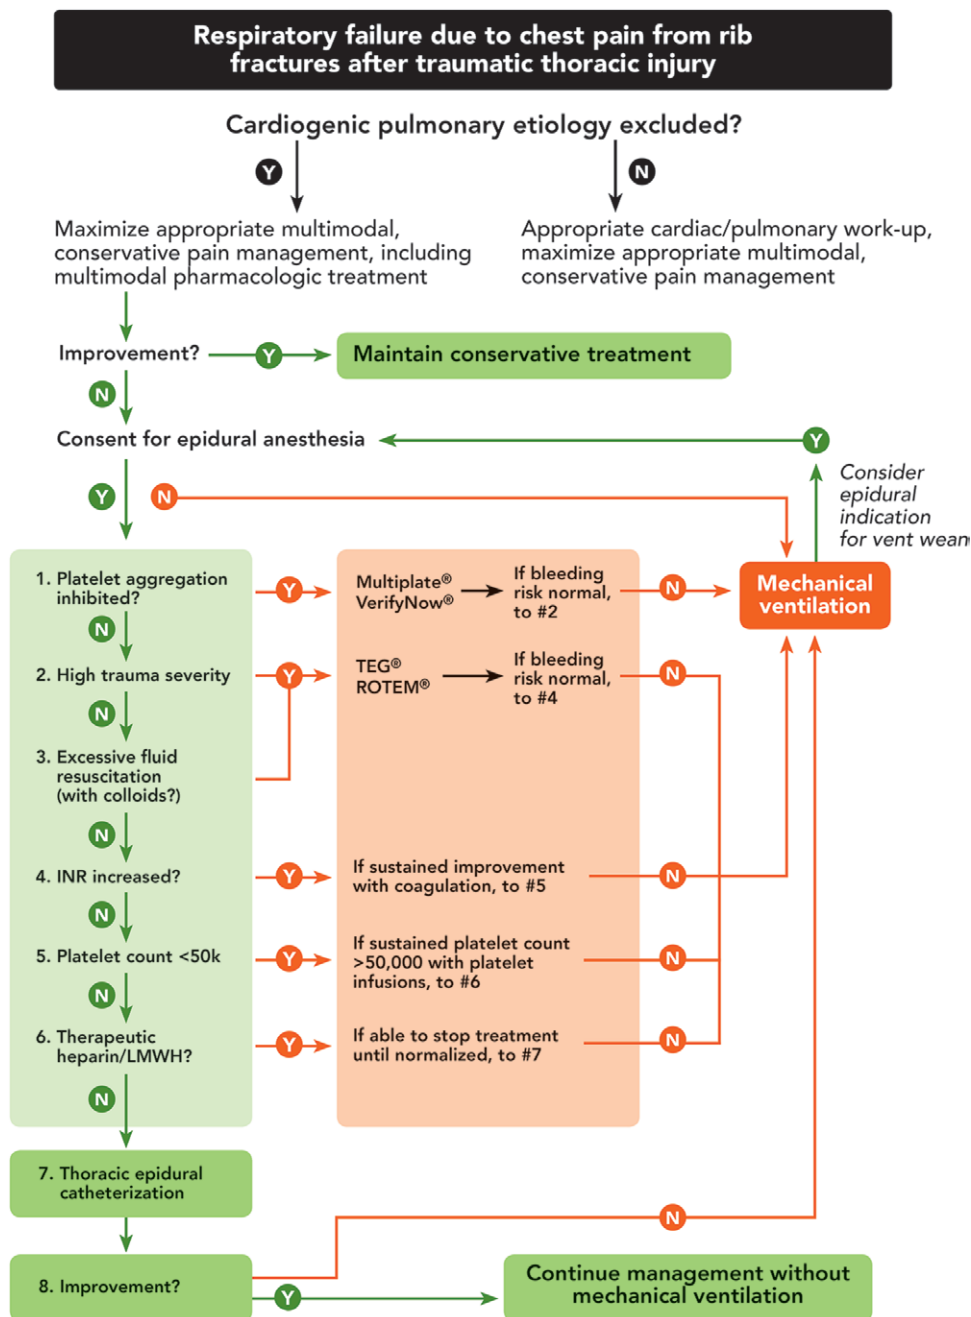 Respiratory failure due to chest pain from rib
fractures after traumatic thoracic injury
Cardiogenic pulmonary etiology excluded?
Y
N
Maximize appropriate multimodal,
conservative pain management, including
multimodal pharmacologic treatment
Appropriate cardiac/pulmonary work-up,
maximize appropriate multimodal,
conservative pain management
Improvement?
Y
Maintain conservative treatment
N
Consent for epidural anesthesia
Y
Consider
epidural
indication
for vent wean
Y
N
1. Platelet aggregation
inhibited?
Y
Multiplate®
VerifyNow®
If bleeding
risk normal,
to #2
N
Mechanical
ventilation
N
2. High trauma severity
Y
TEG®
ROTEM®
If bleeding
risk normal,
to #4
N
N
3. Excessive fluid
resuscitation
(with colloids?)
N
4. INR increased?
Y
If sustained improvement
with coagulation, to #5
N
N
5. Platelet count <50k
Y
If sustained platelet count
>50,000 with platelet
infusions, to #6
N
N
6. Therapeutic
heparin/LMWH?
Y
If able to stop treatment
until normalized, to #7
N
N
7. Thoracic epidural
catheterization
N
8. Improvement?
Y
Continue management without
mechanical ventilation